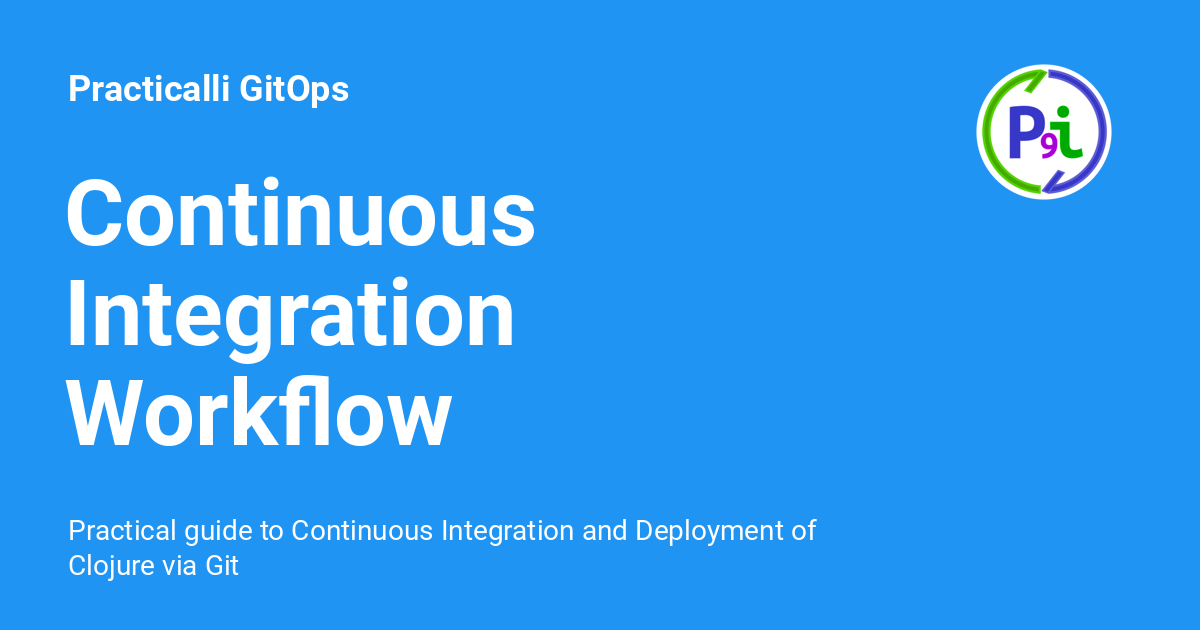 Practicalli GitOps
P9i
Continuous
Integration
Workflow
Practical guide to Continuous Integration and Deployment of
Clojure via Git